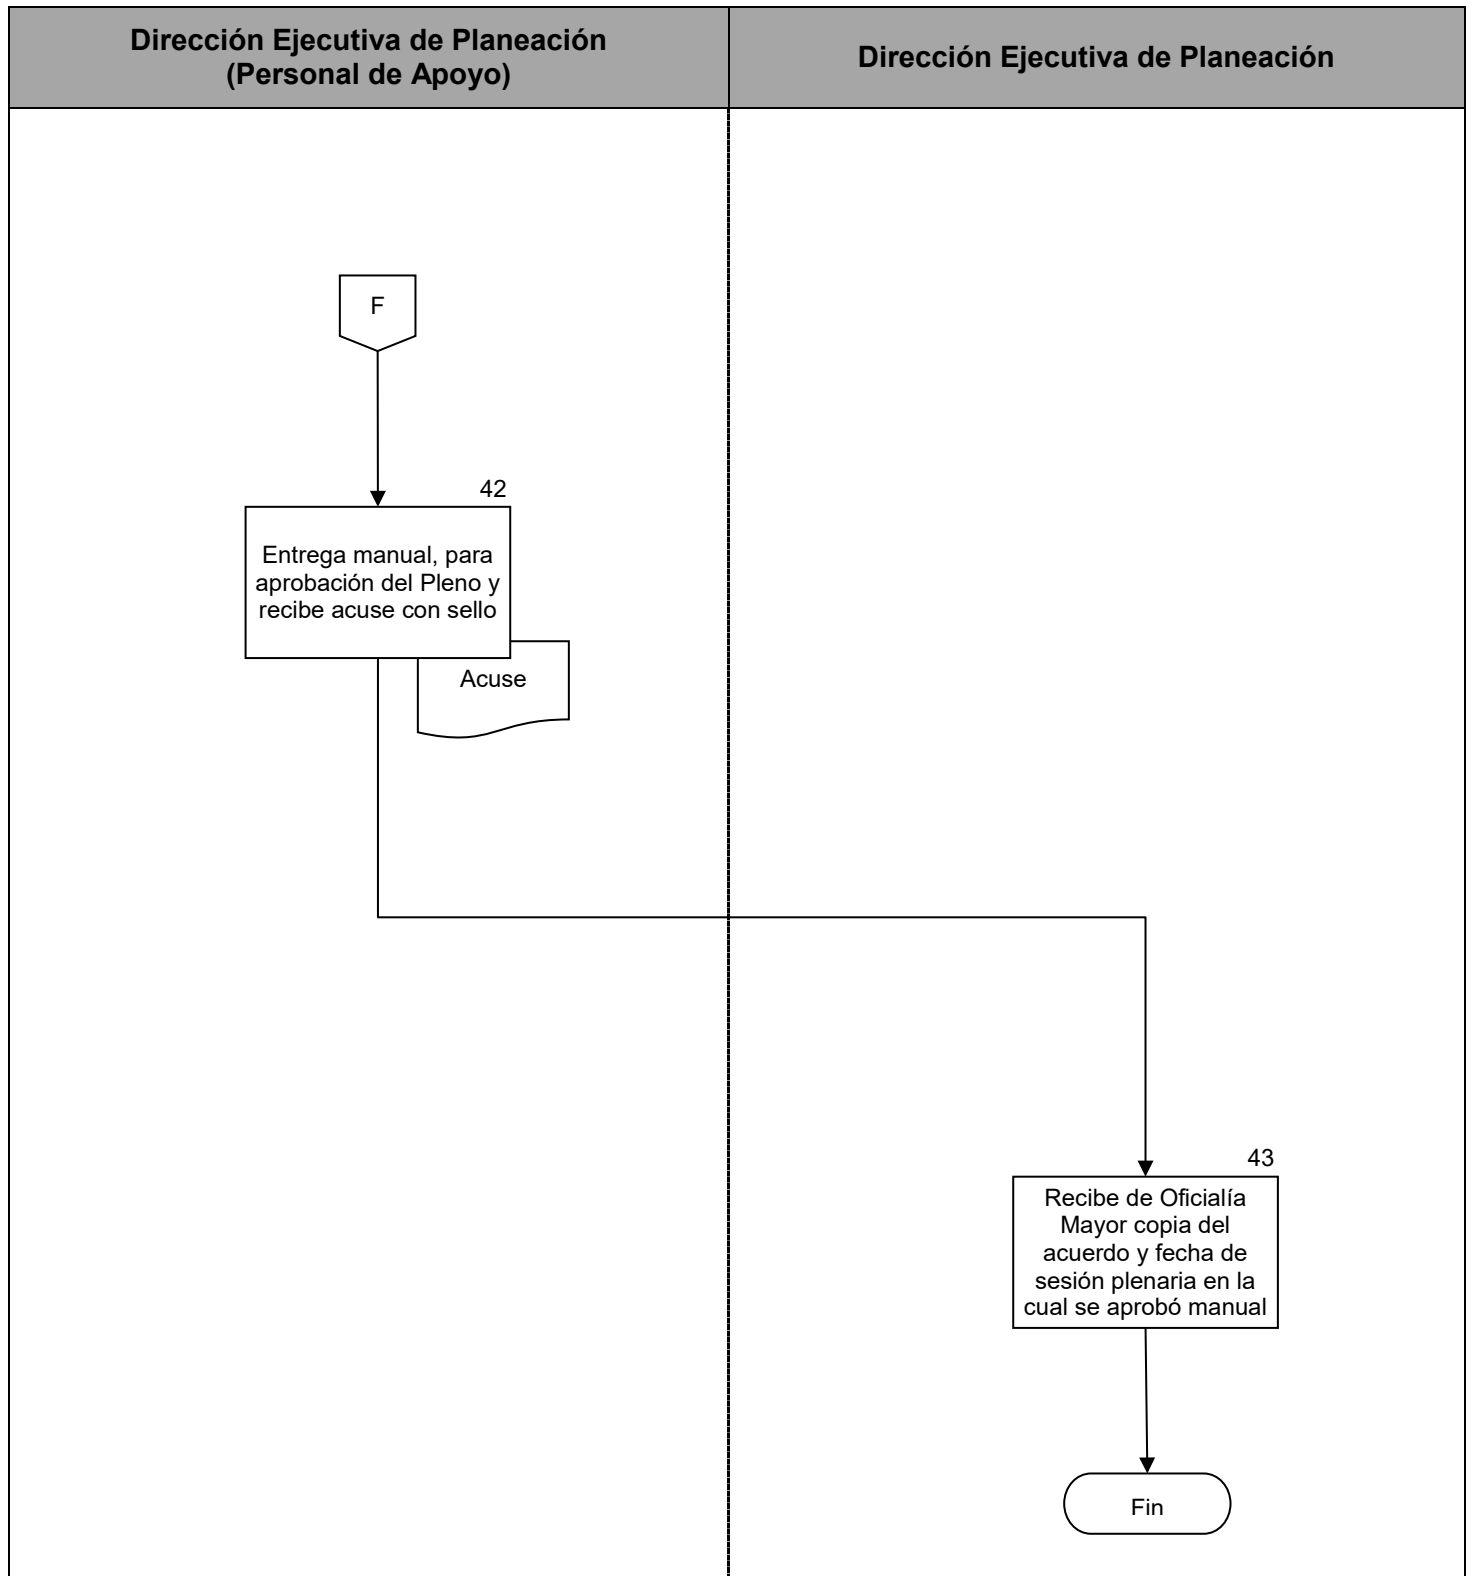 Dirección Ejecutiva de Planeación
(Personal de Apoyo)
Dirección Ejecutiva de Planeación
F
42
Entrega manual, para
aprobación del Pleno y
recibe acuse con sello
Acuse
43
Recibe de Oficialía
Mayor copia del
acuerdo y fecha de
sesión plenaria en la
cual se aprobó manual
Fin